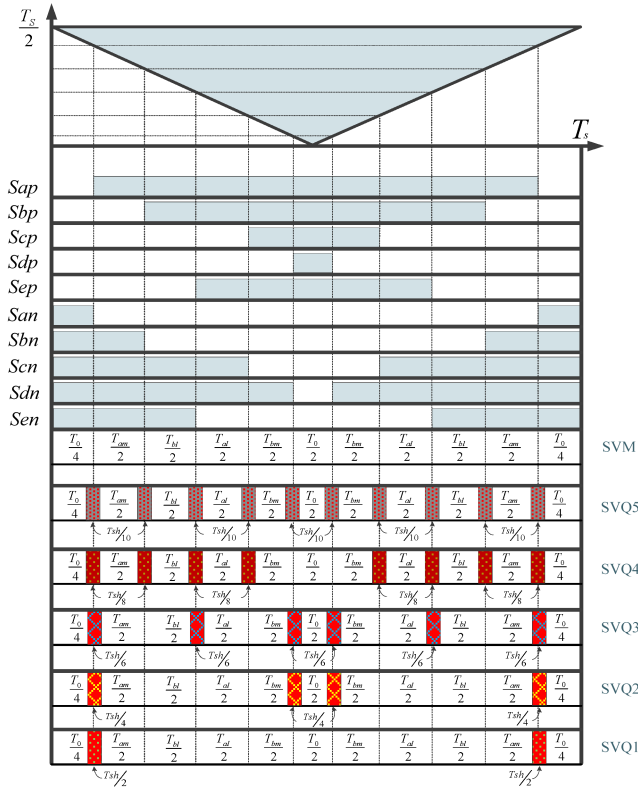 T_S/2
T_s
Sap
Sbp
Scp
Sdp
Sep
San
Sbn
Scn
Sdn
Sen
T_0/4 T_am/2 T_bl/2 T_al/2 T_bm/2 T_0/2 T_bm/2 T_al/2 T_bl/2 T_am/2 T_0/4 SVM
T_0/4 T_am/2 T_bl/2 T_al/2 T_bm/2 T_0/2 T_bm/2 T_al/2 T_bl/2 T_am/2 T_0/4 SVQ5
Tsh/10 Tsh/10 Tsh/10 Tsh/10 Tsh/10
T_0/4 T_am/2 T_bl/2 T_al/2 T_bm/2 T_0/2 T_bm/2 T_al/2 T_bl/2 T_am/2 T_0/4 SVQ4
Tsh/8 Tsh/8 Tsh/8 Tsh/8
T_0/4 T_am/2 T_bl/2 T_al/2 T_bm/2 T_0/2 T_bm/2 T_al/2 T_bl/2 T_am/2 T_0/4 SVQ3
Tsh/6 Tsh/6 Tsh/6 Tsh/6 Tsh/6
T_0/4 T_am/2 T_bl/2 T_al/2 T_bm/2 T_0/2 T_bm/2 T_al/2 T_bl/2 T_am/2 T_0/4 SVQ2
Tsh/4 Tsh/4 Tsh/4
T_0/4 T_am/2 T_bl/2 T_al/2 T_bm/2 T_0/2 T_bm/2 T_al/2 T_bl/2 T_am/2 T_0/4 SVQ1
Tsh/2 Tsh/2